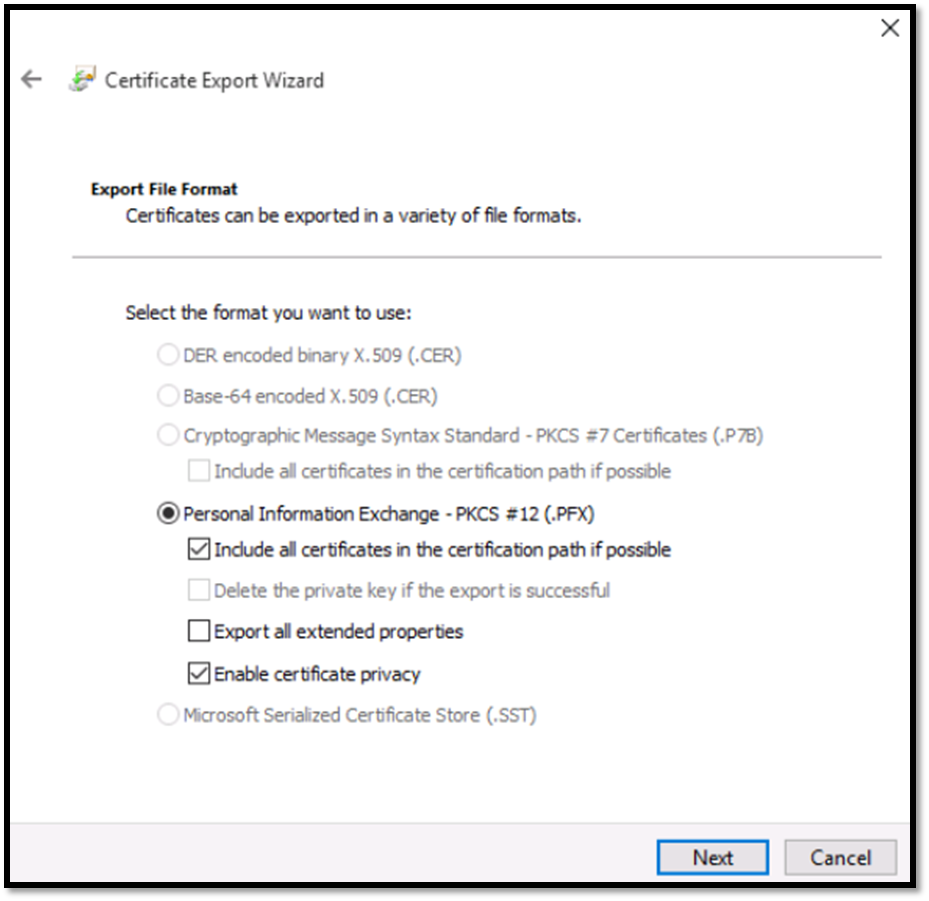 Certificate Export Wizard
Export File Format
Certificates can be exported in a variety of file formats.
Select the format you want to use:
DER encoded binary X.509 (.CER)
Base-64 encoded X.509 (.CER)
Cryptographic Message Syntax Standard - PKCS #7 Certificates (.P7B)
Include all certificates in the certification path if possible
Personal Information Exchange - PKCS #12 (.PFX)
Include all certificates in the certification path if possible
Delete the private key if the export is successful
Export all extended properties
Enable certificate privacy
Microsoft Serialized Certificate Store (.SST)
Next Cancel